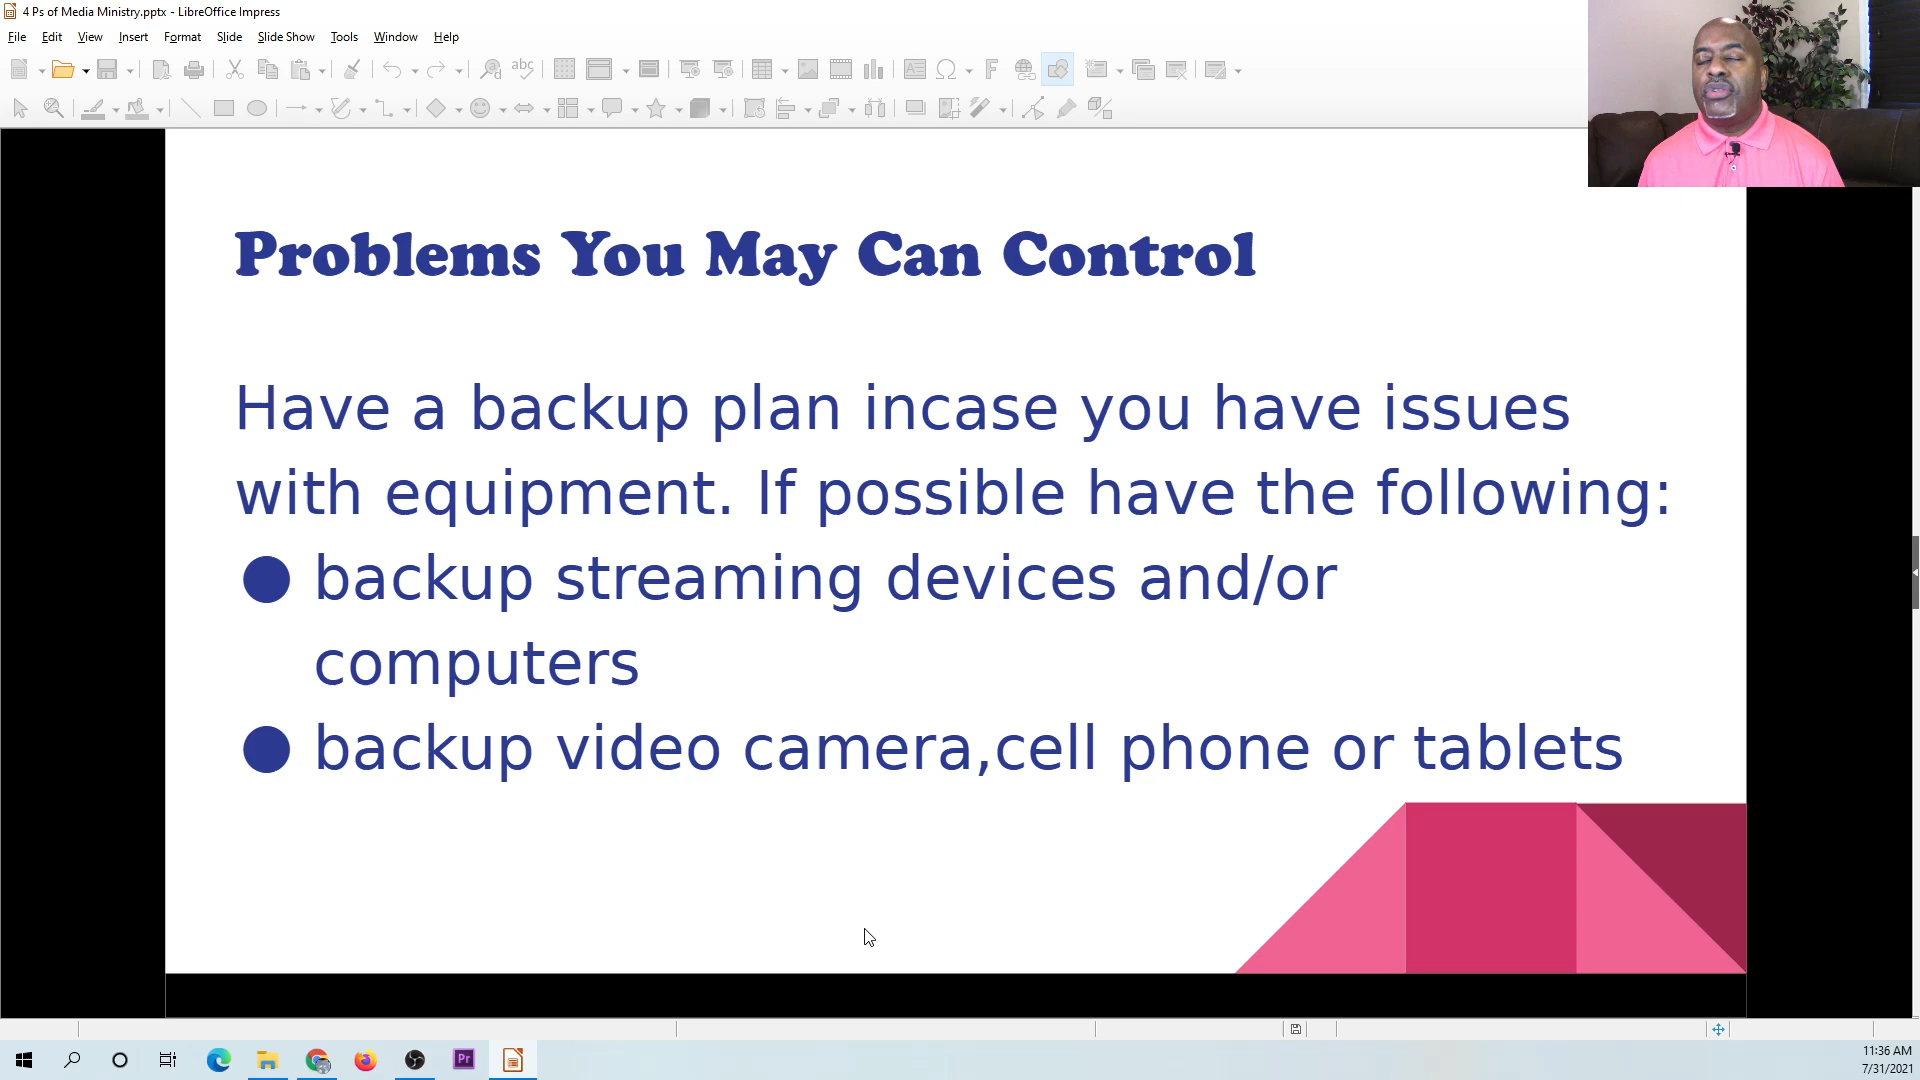 4 Ps of Media Ministry.pptx - LibreOffice Impress
File Edit View Insert Format Slide Slide Show Tools Window Help
Problems You May Can Control
Have a backup plan incase you have issues
with equipment. If possible have the following:
● backup streaming devices and/or
computers
● backup video camera,cell phone or tablets
Pr
11:36 AM
7/31/2021